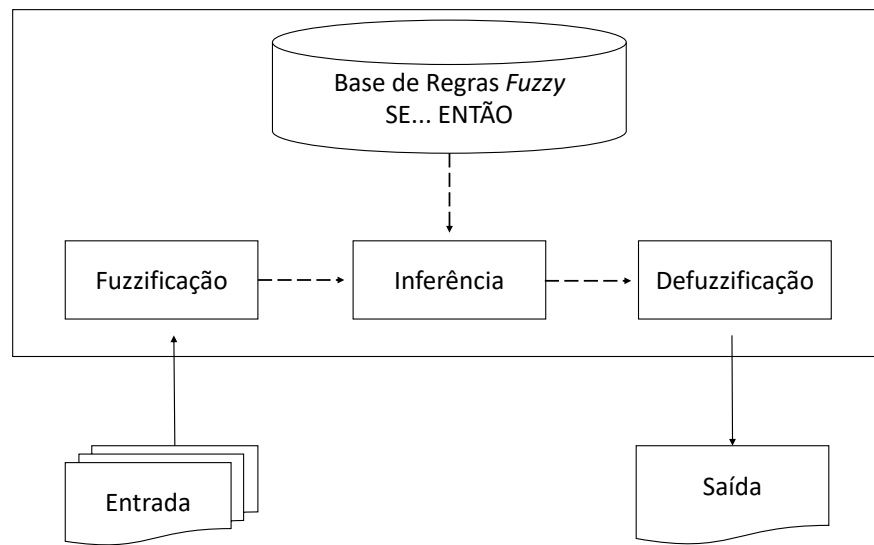 Base de Regras Fuzzy
SE... ENTÃO
Fuzzificação
Inferência
Defuzzificação
Entrada
Saída